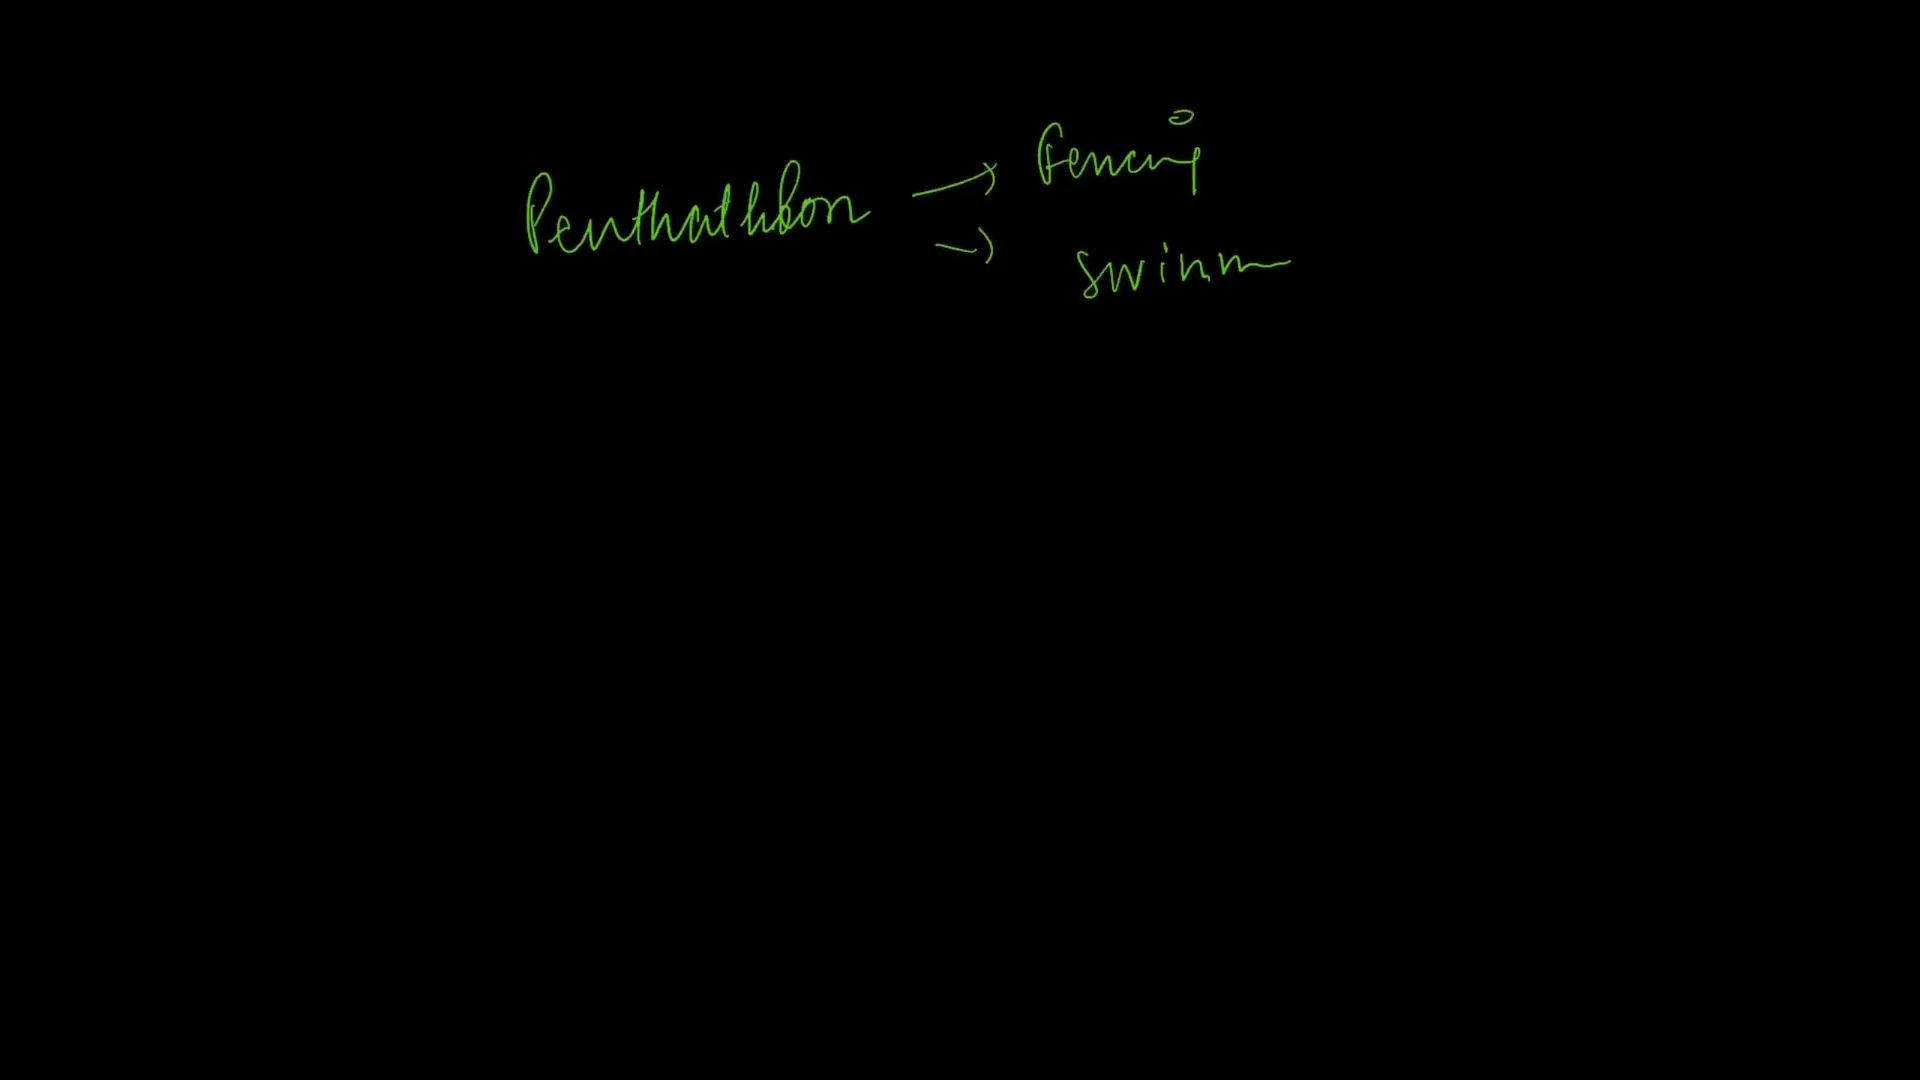 Penthathlon → Fencing
→ swimm